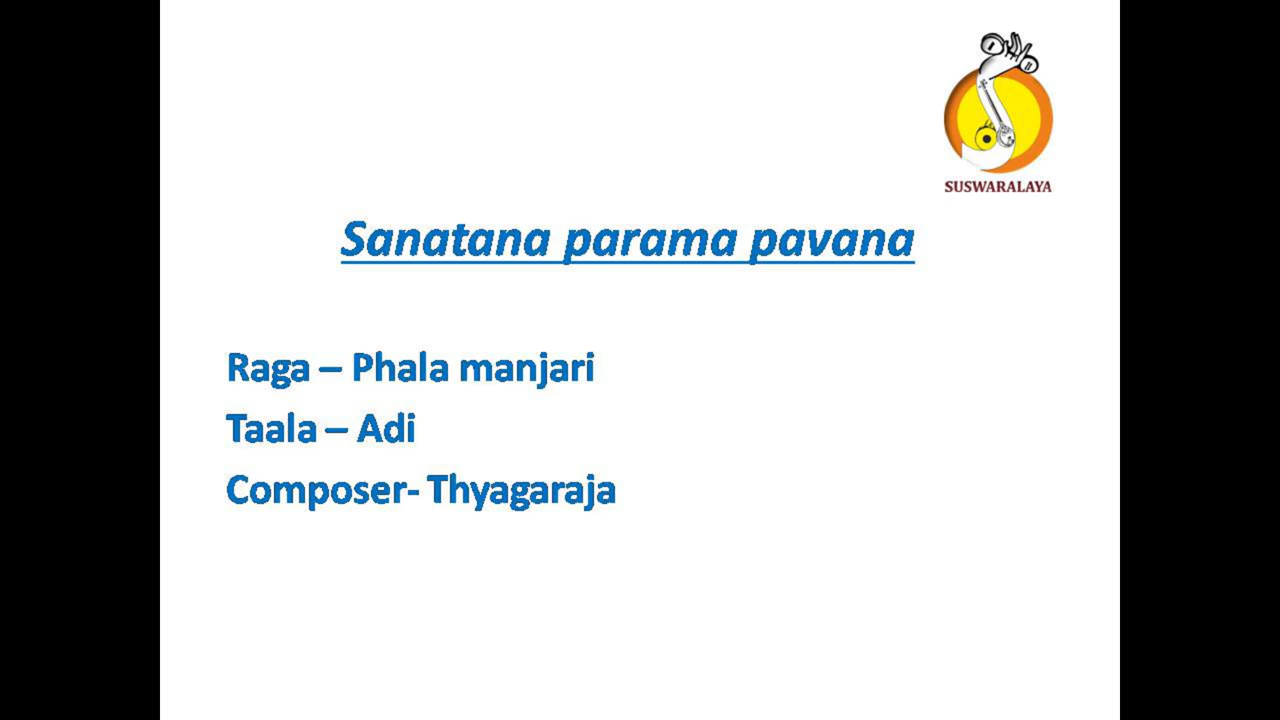 SUSWARALAYA
Sanatana parama pavana
Raga – Phala manjari
Taala – Adi
Composer- Thyagaraja